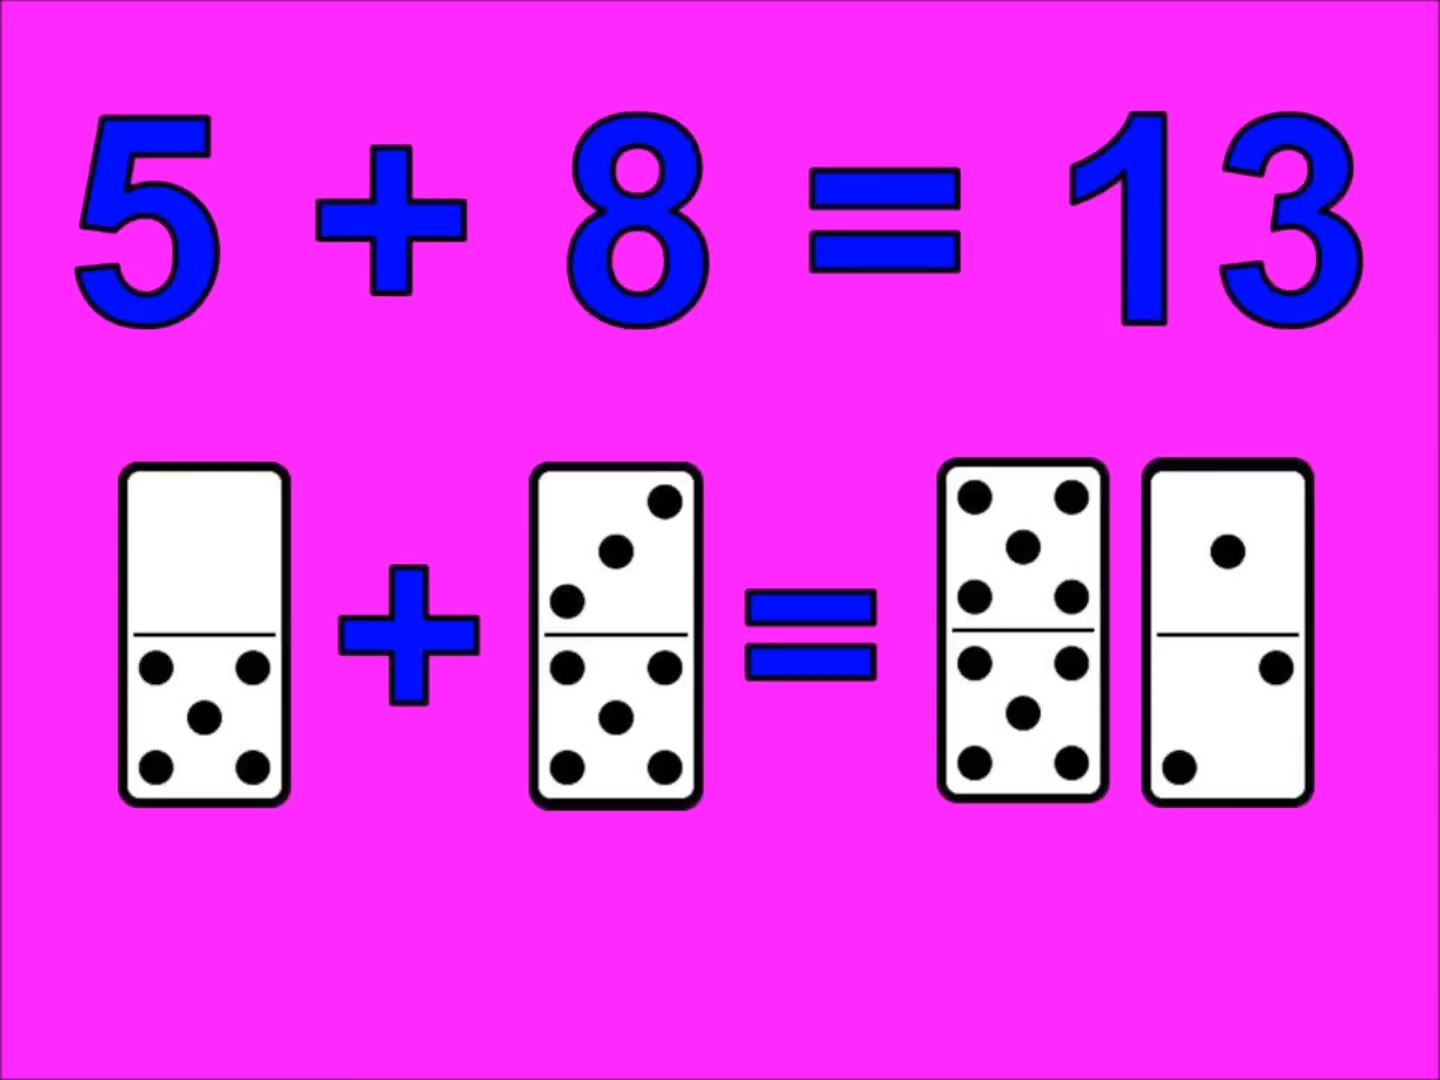 5 + 8 = 13
+ =